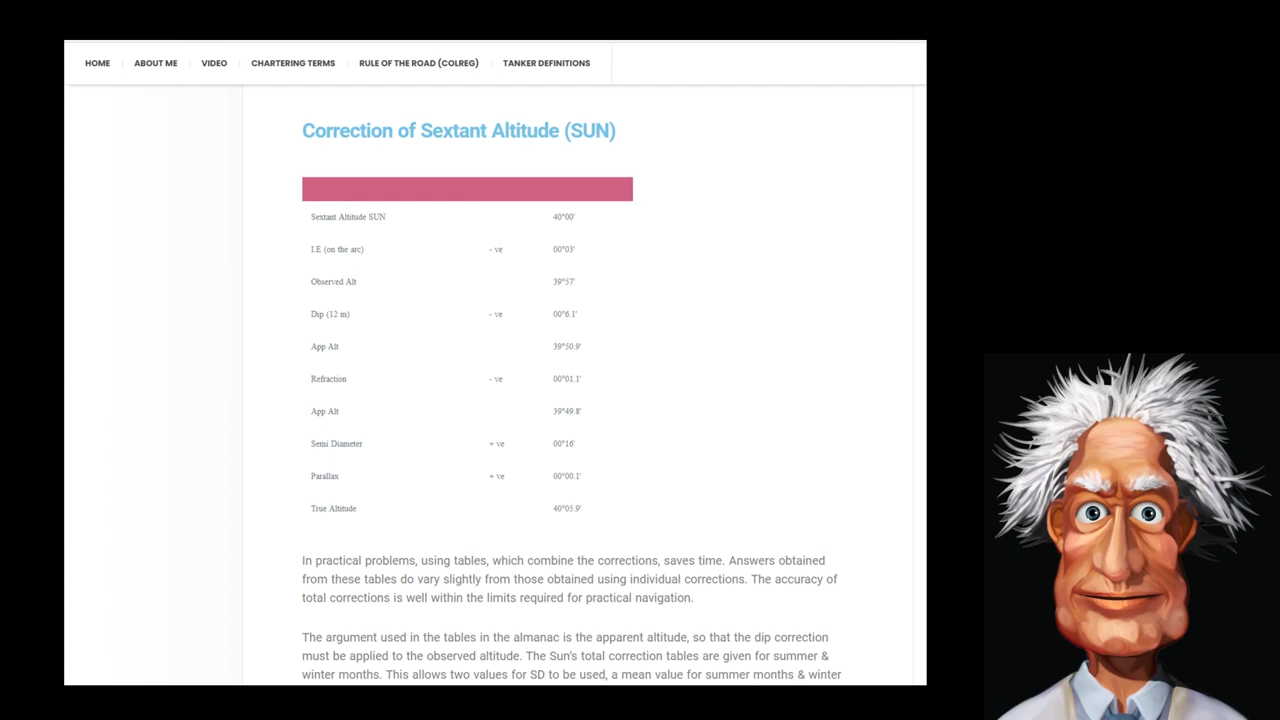 HOME ABOUT ME VIDEO CHARTERING TERMS RULE OF THE ROAD (COLREG) TANKER DEFINITIONS
Correction of Sextant Altitude (SUN)
Sextant Altitude SUN 40°00'
I.E (on the arc) - ve 00°03'
Observed Alt 39°57'
Dip (12 m) - ve 00°6.1'
App Alt 39°50.9'
Refraction - ve 00°01.1'
App Alt 39°49.8'
Semi Diameter + ve 00°16'
Parallax + ve 00°00.1'
True Altitude 40°05.9'
In practical problems, using tables, which combine the corrections, saves time. Answers obtained
from these tables do vary slightly from those obtained using individual corrections. The accuracy of
total corrections is well within the limits required for practical navigation.
The argument used in the tables in the almanac is the apparent altitude, so that the dip correction
must be applied to the observed altitude. The Sun's total correction tables are given for summer &
winter months. This allows two values for SD to be used, a mean value for summer months & winter